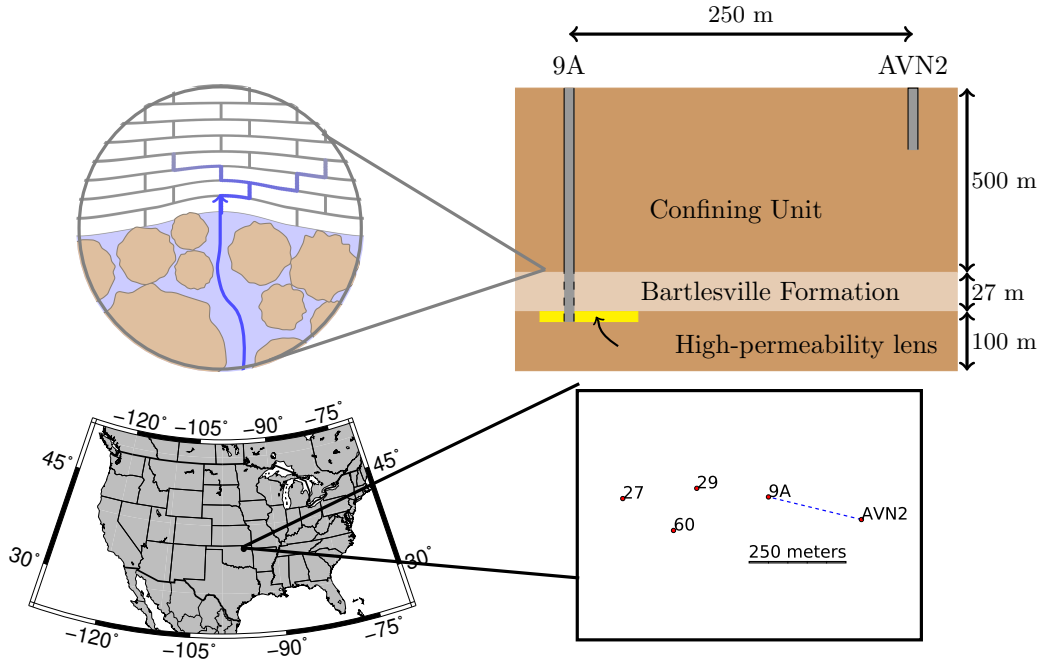 250 m
9A
AVN2
500 m
Confining Unit
Bartlesville Formation
27 m
High-permeability lens
100 m
−120°
−105°
−90°
−75°
45°
45°
30°
30°
−120°
−105°
−90°
−75°
27
29
9A
60
AVN2
250 meters